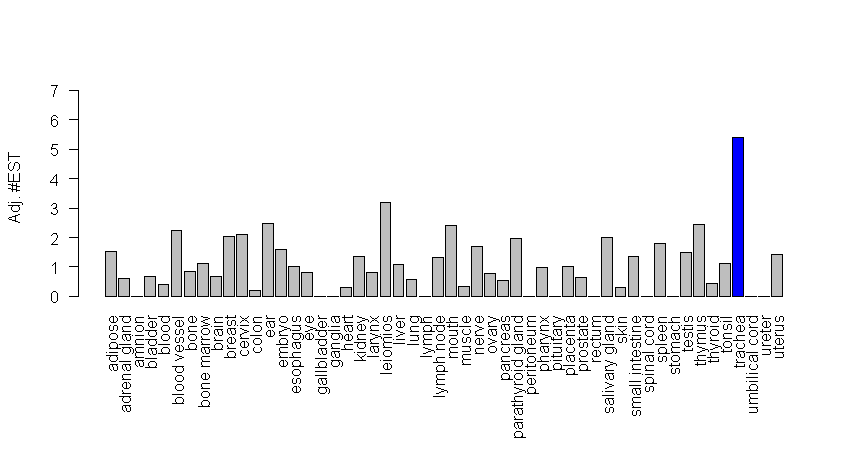 Adj. #EST
7
6
5
4
3
2
1
0
adipose
adrenal gland
amnion
bladder
blood
blood vessel
bone
bone marrow
brain
breast
cervix
colon
ear
embryo
esophagus
eye
gallbladder
ganglia
heart
kidney
larynx
leiomios
liver
lung
lymph
lymph node
mouth
muscle
nerve
ovary
pancreas
parathyroid gland
peritoneum
pharynx
pituitary
placenta
prostate
rectum
salivary gland
skin
small intestine
spinal cord
spleen
stomach
testis
thymus
thyroid
tonsil
trachea
umbilical cord
ureter
uterus